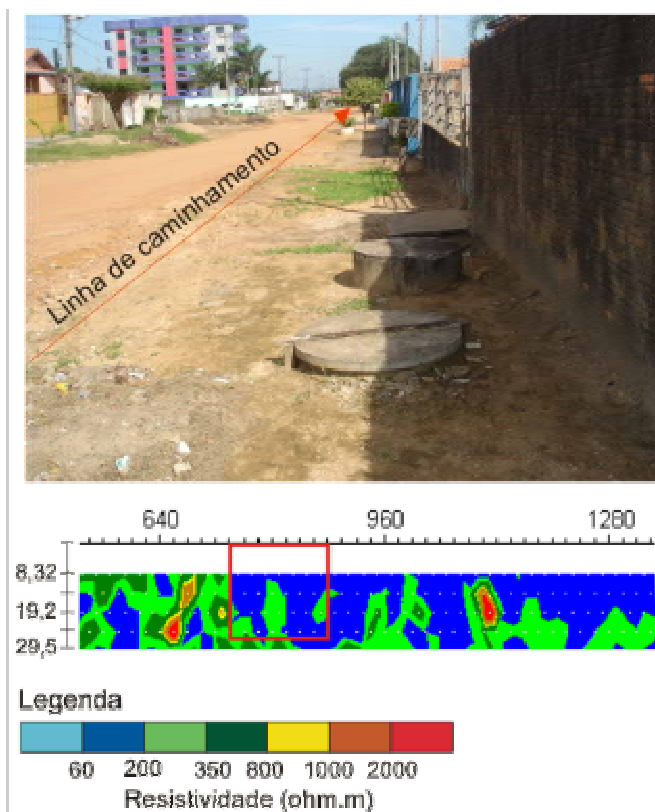 Linha de caminhamento
640 960 1280
8,32
19,2
29,5
Legenda
60 200 350 800 1000 2000
Resistividade (ohm.m)